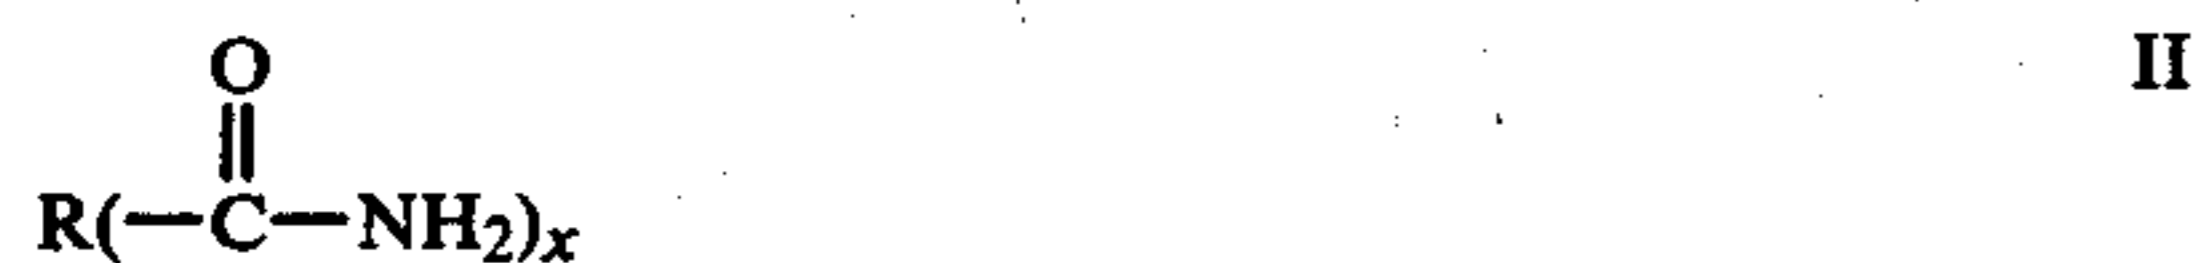 O II
R(—C—NH₂)ₓ